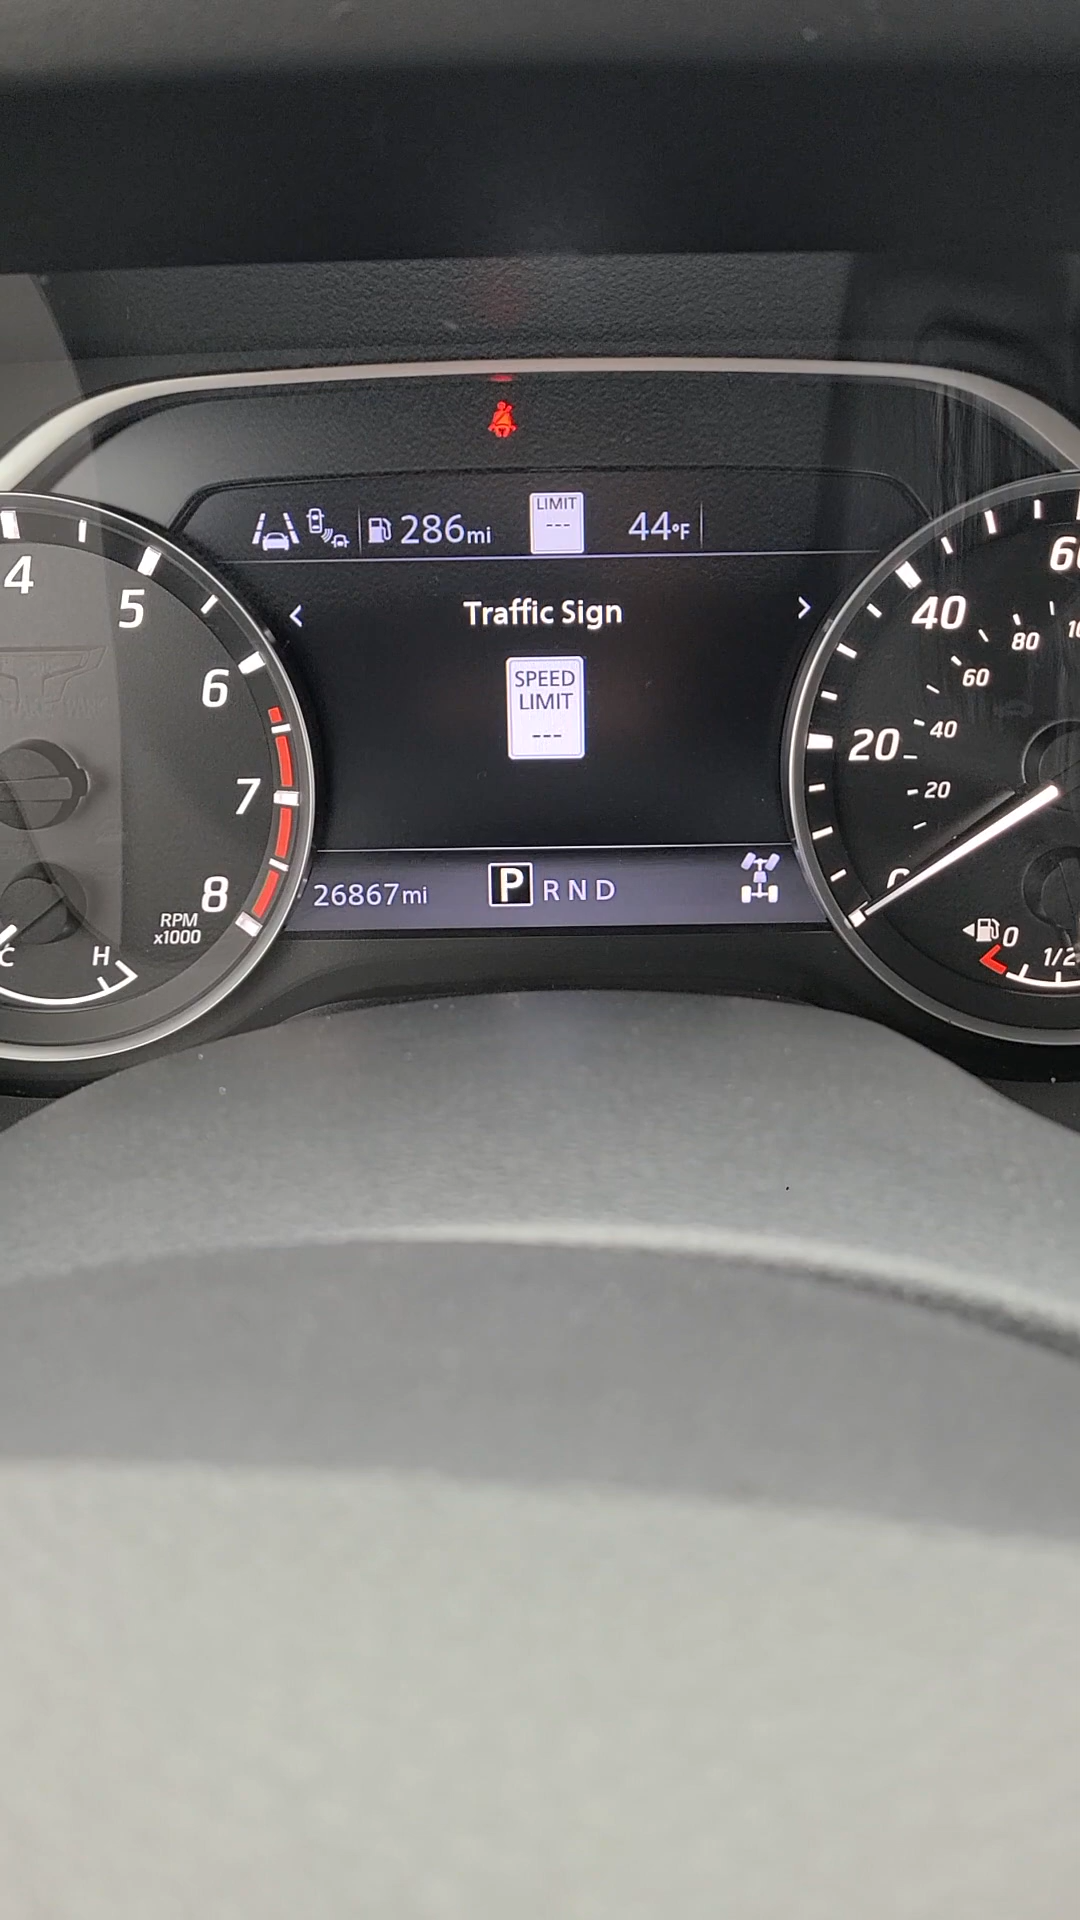 286mi
LIMIT
---
44°F
Traffic Sign
SPEED
LIMIT
---
4
5
6
7
8
RPM
x1000
C
H
26867mi
P R N D
20
40
60
20
40
60
80
0
1/2